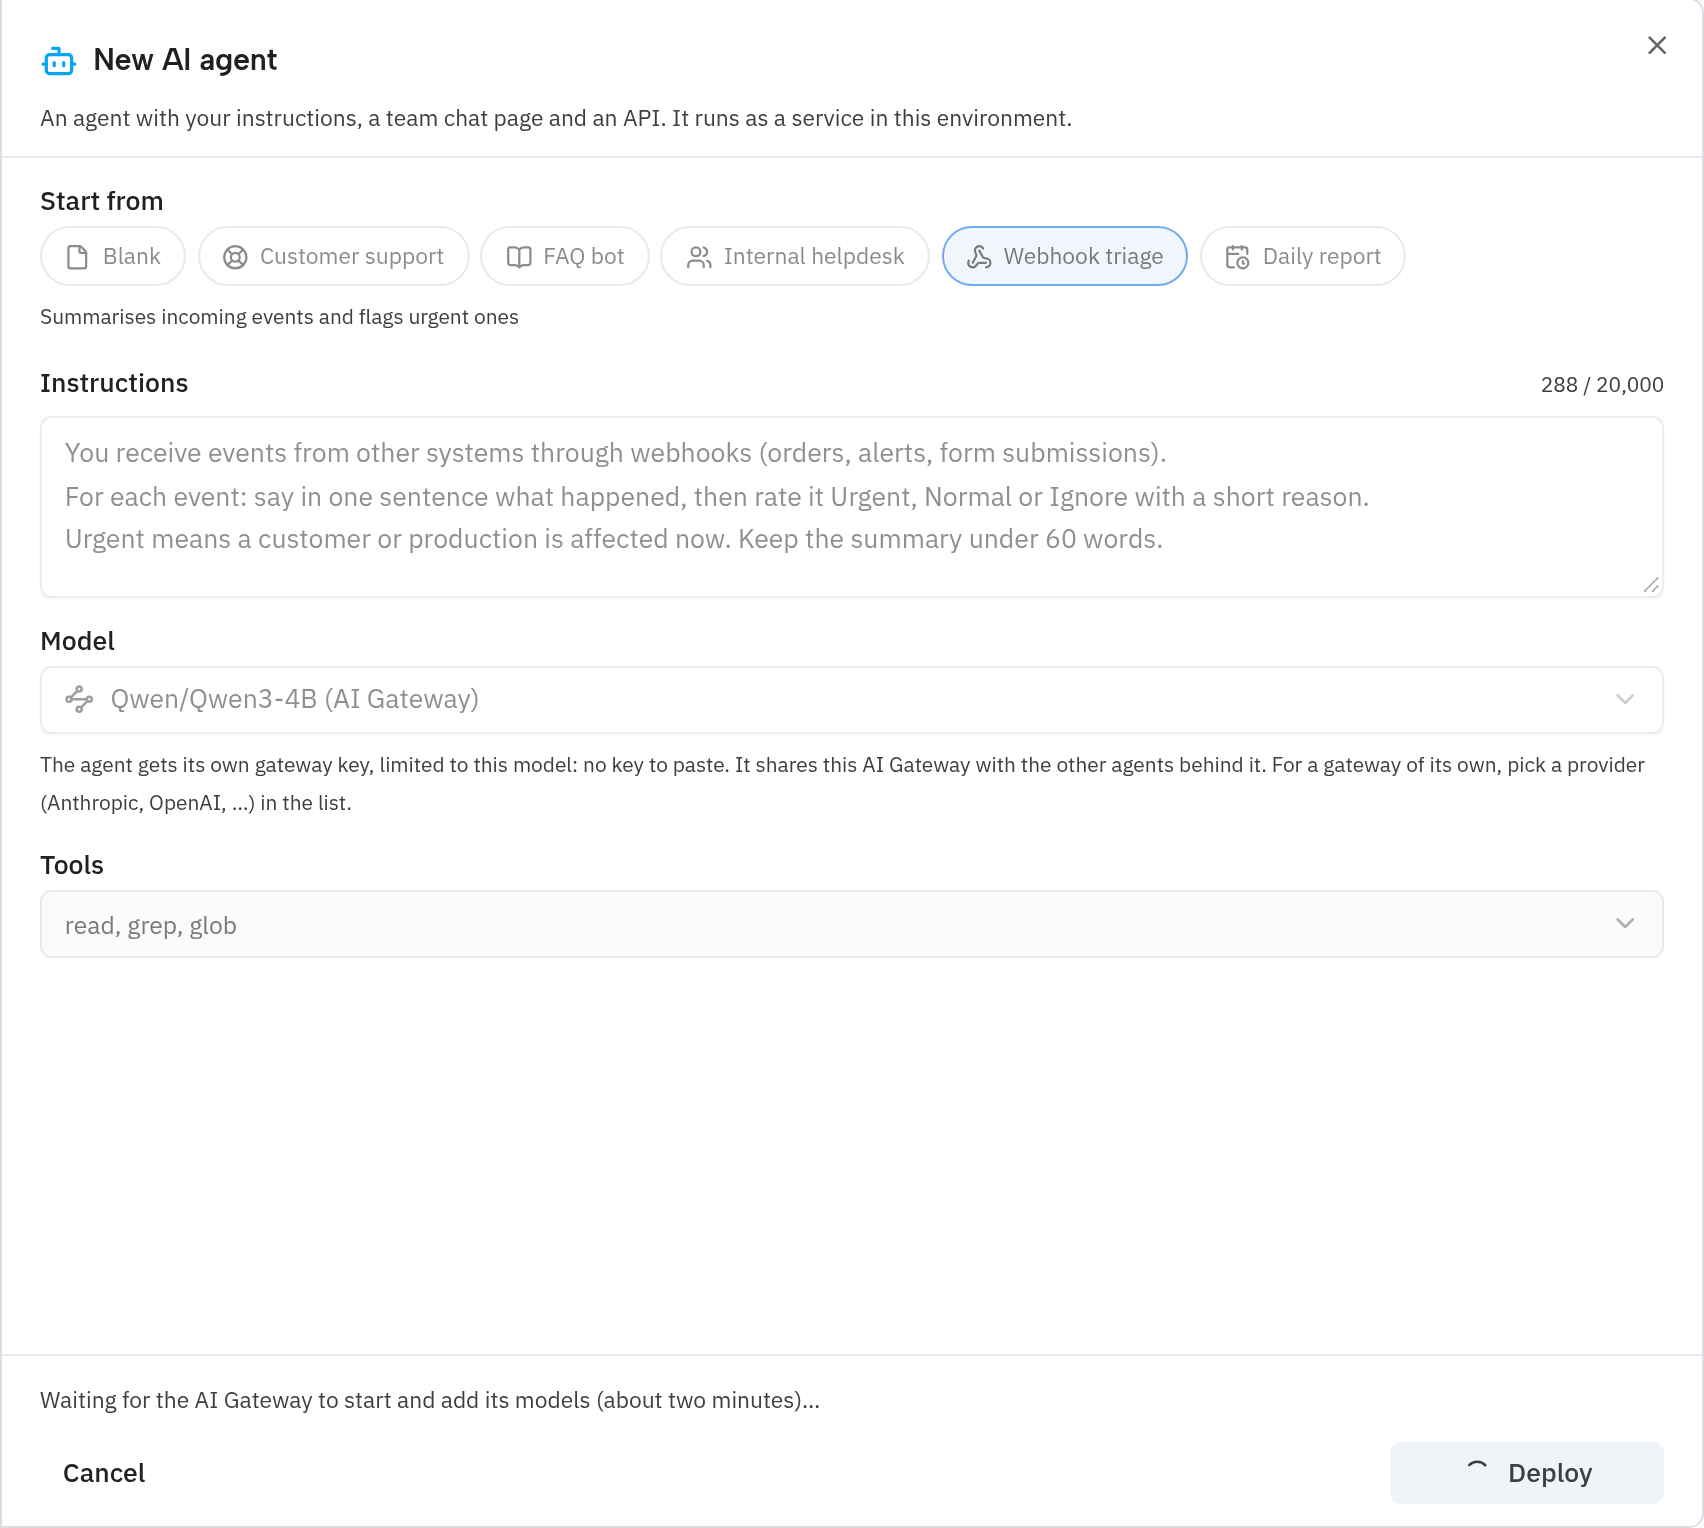 New AI agent
An agent with your instructions, a team chat page and an API. It runs as a service in this environment.
Start from
Blank
Customer support
FAQ bot
Internal helpdesk
Webhook triage
Daily report
Summarises incoming events and flags urgent ones
Instructions
288 / 20,000
You receive events from other systems through webhooks (orders, alerts, form submissions).
For each event: say in one sentence what happened, then rate it Urgent, Normal or Ignore with a short reason.
Urgent means a customer or production is affected now. Keep the summary under 60 words.
Model
Qwen/Qwen3-4B (AI Gateway)
The agent gets its own gateway key, limited to this model: no key to paste. It shares this AI Gateway with the other agents behind it. For a gateway of its own, pick a provider
(Anthropic, OpenAI, ...) in the list.
Tools
read, grep, glob
Waiting for the AI Gateway to start and add its models (about two minutes)...
Cancel
Deploy